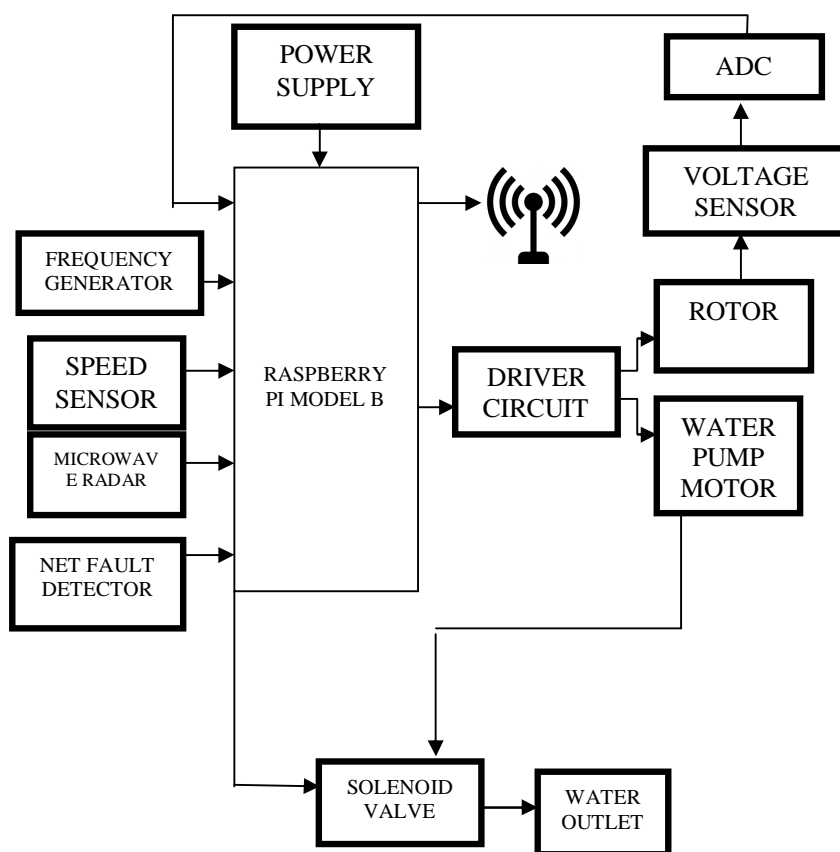 POWER
SUPPLY
ADC
VOLTAGE
SENSOR
FREQUENCY
GENERATOR
ROTOR
SPEED
SENSOR
RASPBERRY
PI MODEL B
DRIVER
CIRCUIT
WATER
PUMP
MOTOR
MICROWAV
E RADAR
NET FAULT
DETECTOR
SOLENOID
VALVE
WATER
OUTLET